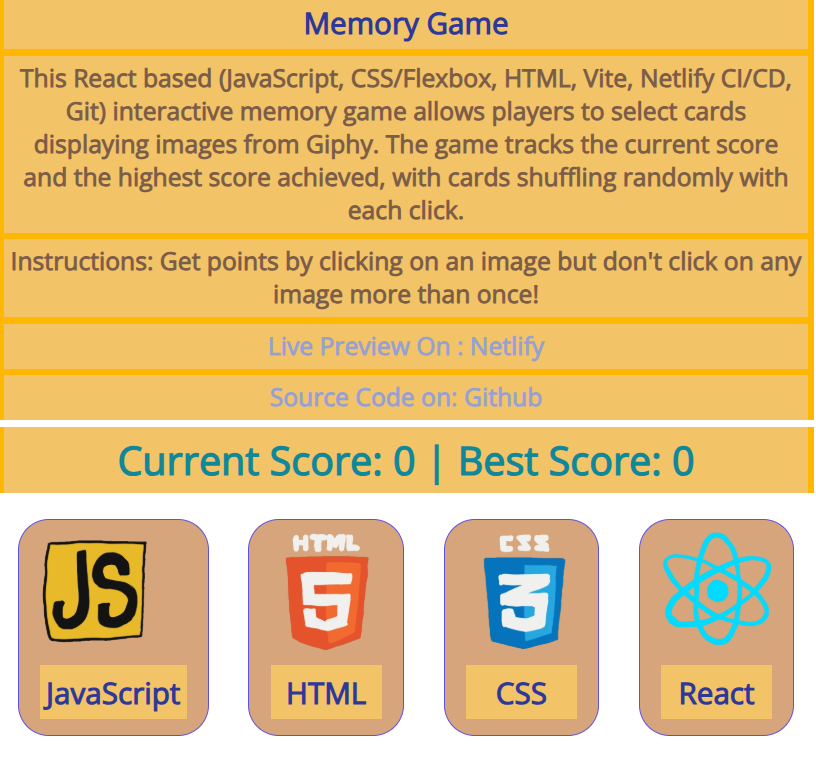 Memory Game
This React based (JavaScript, CSS/Flexbox, HTML, Vite, Netlify CI/CD,
Git) interactive memory game allows players to select cards
displaying images from Giphy. The game tracks the current score
and the highest score achieved, with cards shuffling randomly with
each click.
Instructions: Get points by clicking on an image but don't click on any
image more than once!
Live Preview On : Netlify
Source Code on: Github
Current Score: 0 | Best Score: 0
JS
HTML
5
CSS
3
JavaScript
HTML
CSS
React